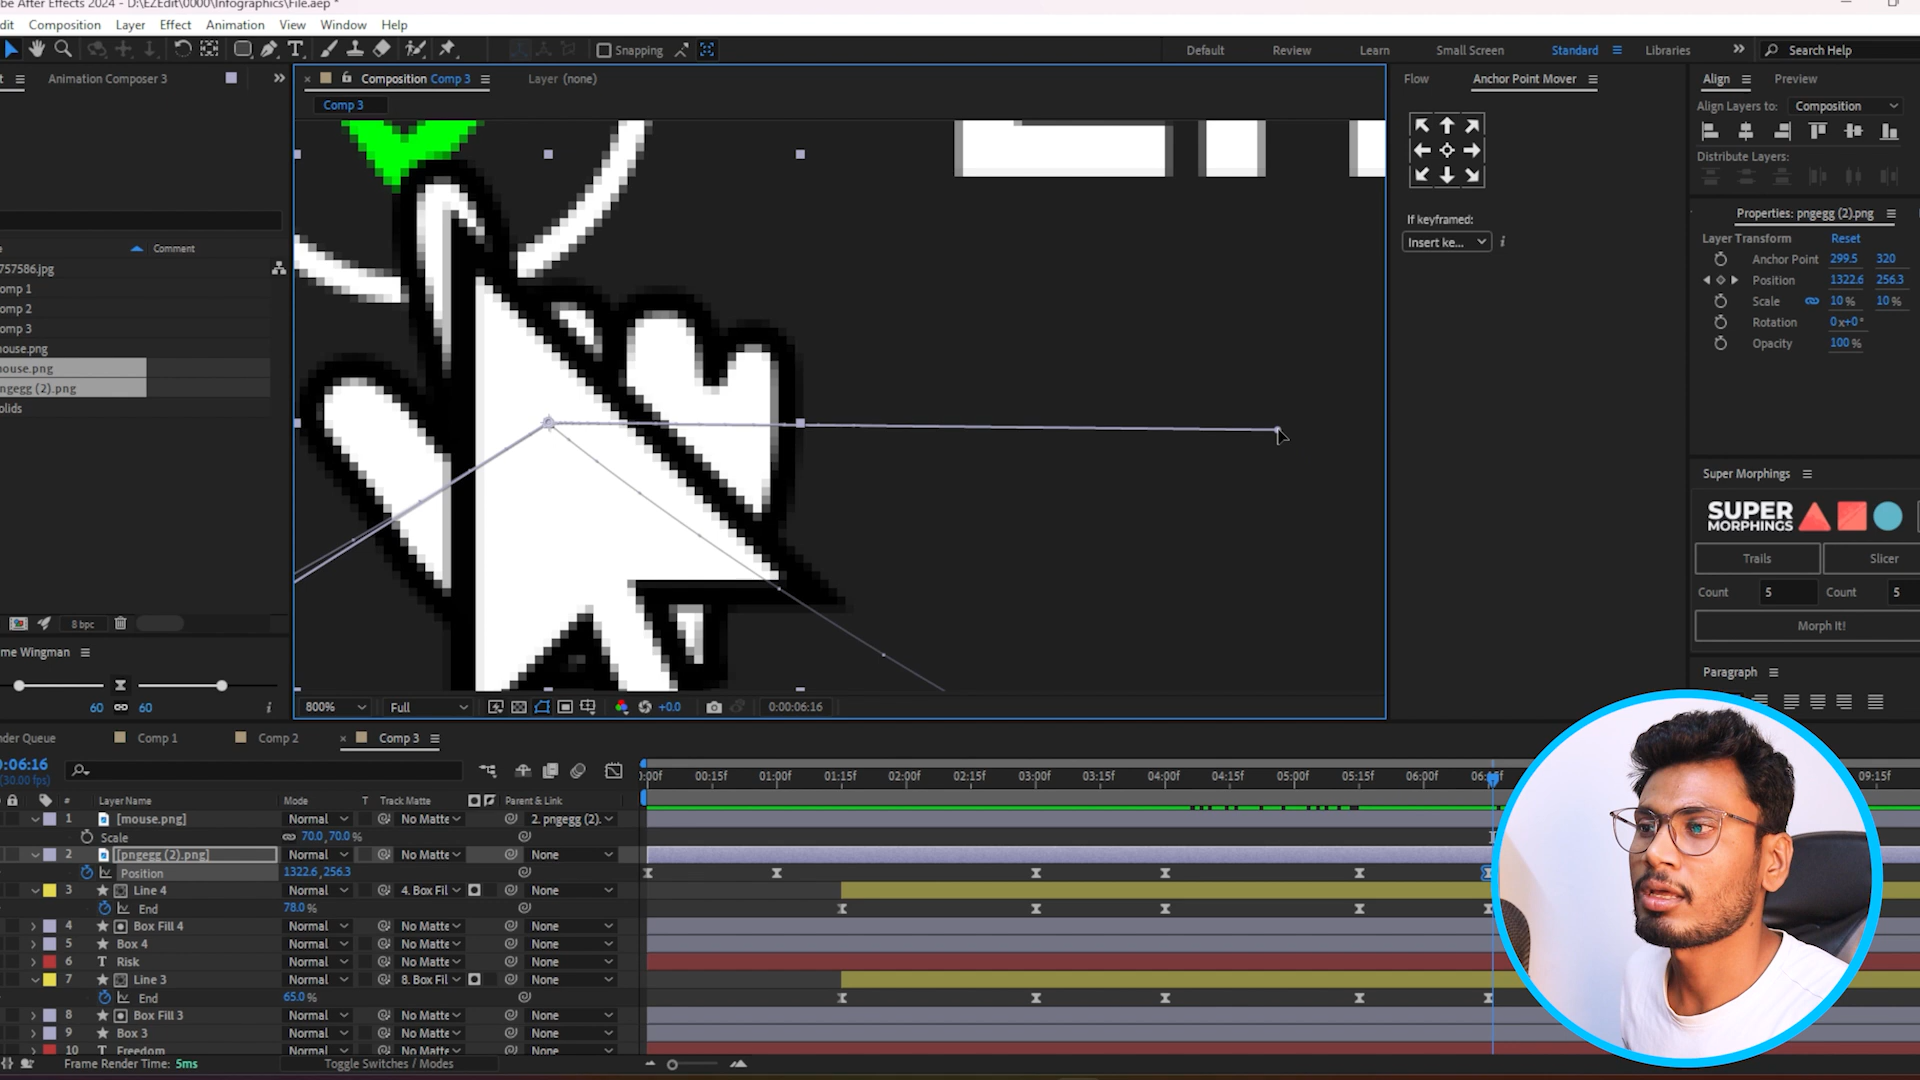 be After Effects 2024 - D:\EZEdit\0000\Infographics\File.aep *
dit Composition Layer Effect Animation View Window Help
Snapping Default Review Learn Small Screen Standard Libraries Search Help
Animation Composer 3 Composition Comp 3 Layer (none) Flow Anchor Point Mover Align Preview
Comp 3
Align Layers to: Composition
Distribute Layers:
If keyframed:
Insert ke...
Properties: pngegg (2).png
Layer Transform Reset
Anchor Point 299.5 320
Position 1322.6 256.3
Scale 10 % 10 %
Rotation 0x+0°
Opacity 100 %
Comment
757586.jpg
omp 1
omp 2
omp 3
ouse.png
ouse.png
ngegg (2).png
olids
Super Morphings
SUPER
MORPHINGS
Trails Slicer
Count 5 Count 5
Morph It!
Paragraph
8 bpc
me Wingman
60 60
800% Full +0.0 0:00:06:16
der Queue Comp 1 Comp 2 Comp 3
0:06:16
(30.00 fps)
:00f 00:15f 01:00f 01:15f 02:00f 02:15f 03:00f 03:15f 04:00f 04:15f 05:00f 05:15f 06:00f 09:15f
# Layer Name Mode T Track Matte Parent & Link
1 [mouse.png] Normal No Matte 2. pngegg (2).
Scale 70.0, 70.0 %
2 [pngegg (2).png] Normal No Matte None
Position 1322.6, 256.3
3 Line 4 Normal 4. Box Fil None
End 78.0 %
4 Box Fill 4 Normal No Matte None
5 Box 4 Normal No Matte None
6 T Risk Normal No Matte None
7 Line 3 Normal 8. Box Fil None
End 65.0 %
8 Box Fill 3 Normal No Matte None
9 Box 3 Normal No Matte None
10 T Freedom Normal No Matte None
Frame Render Time: 5ms Toggle Switches / Modes